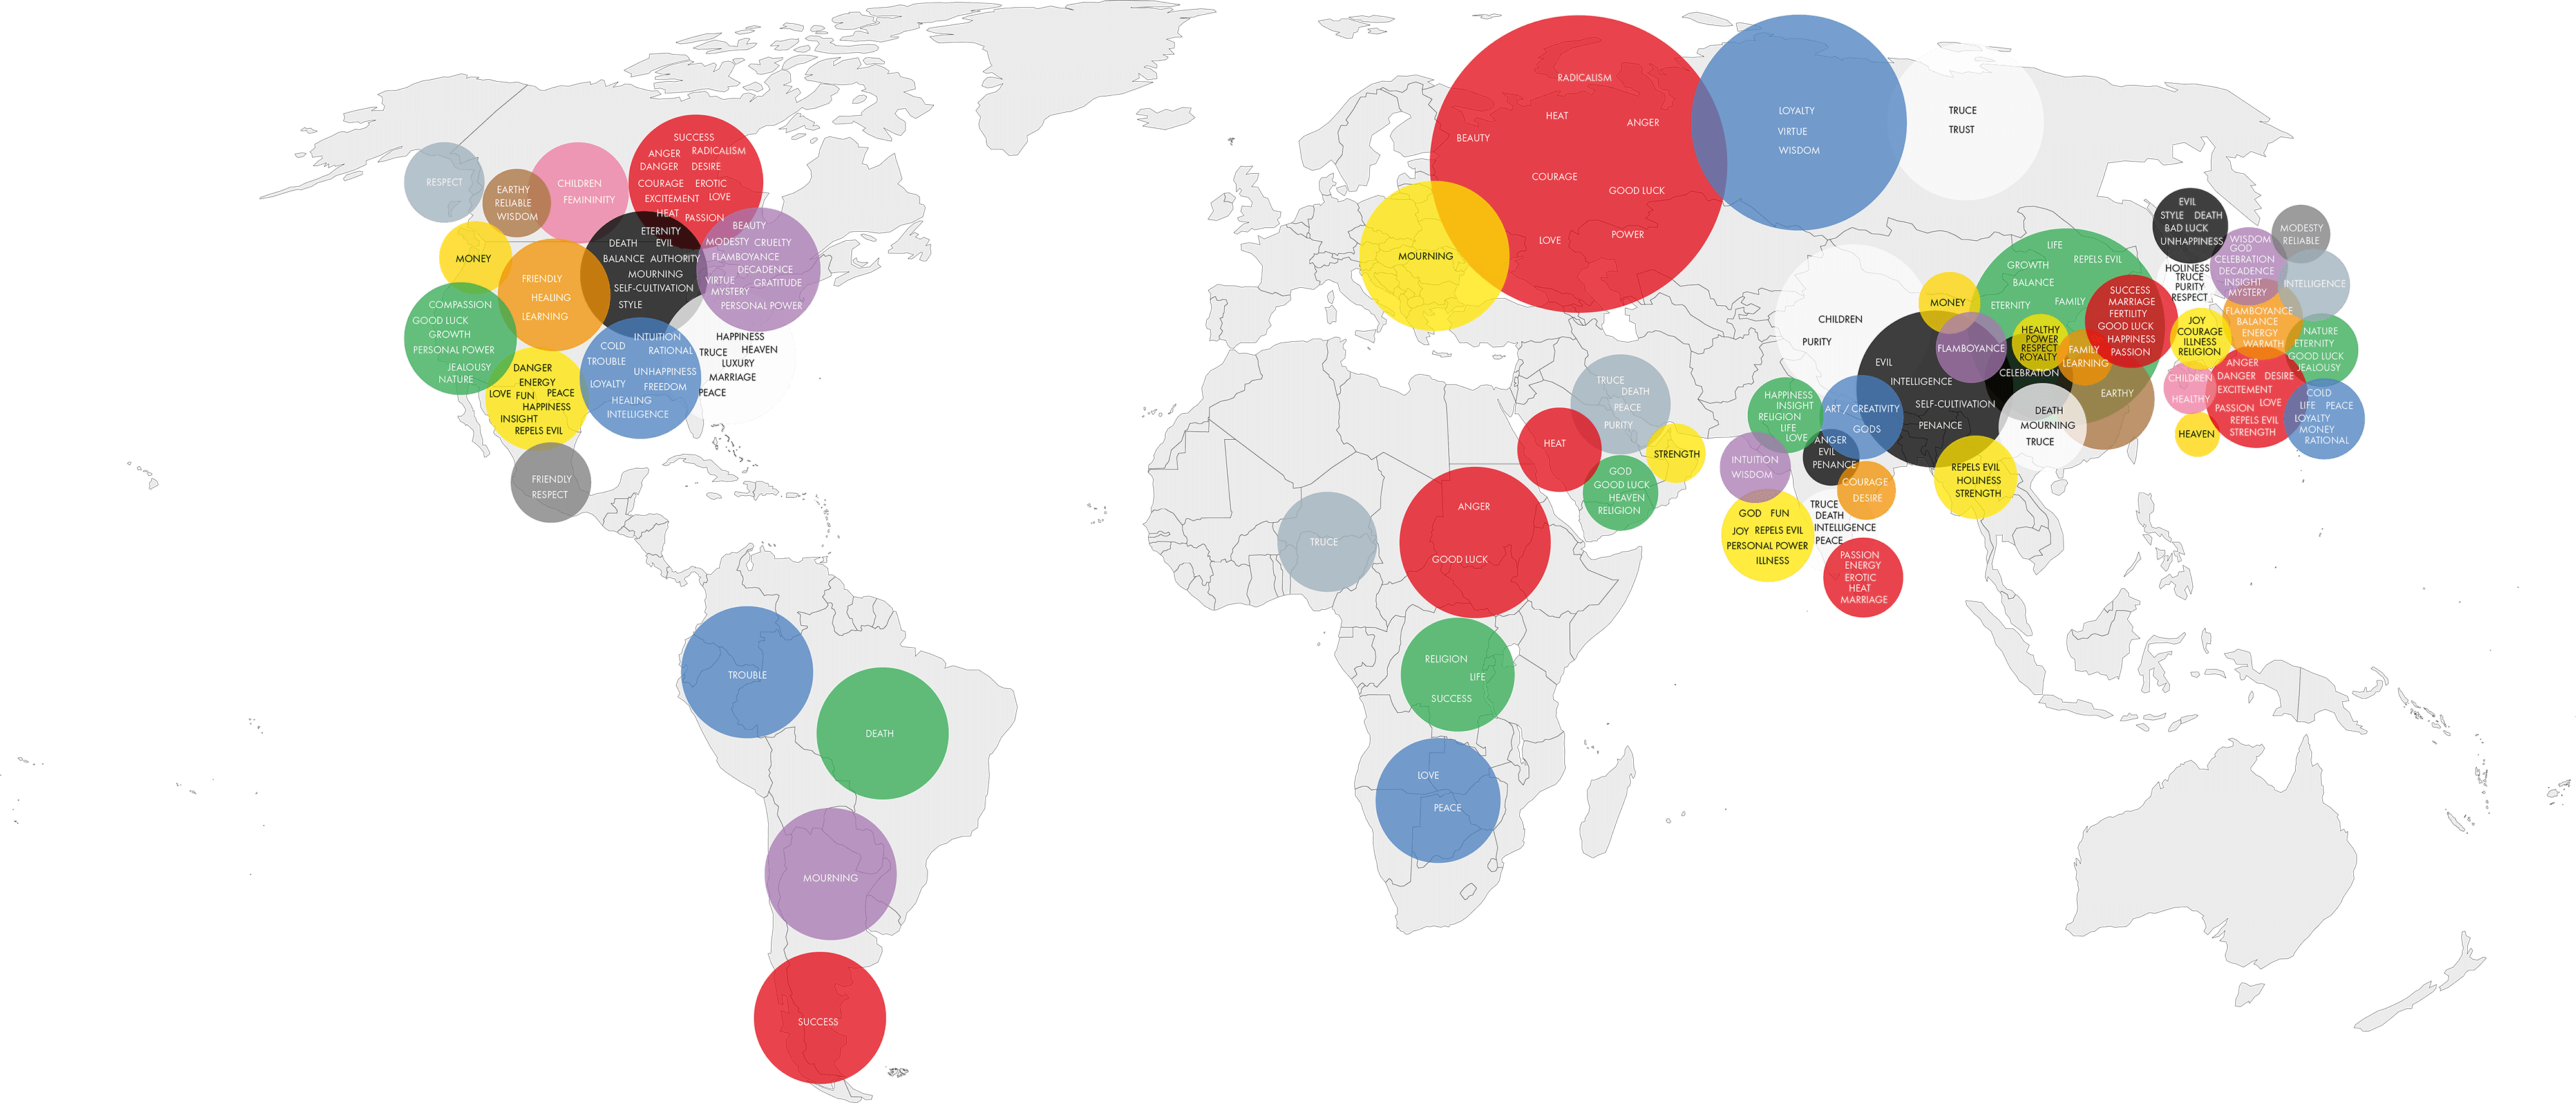 RESPECT
EARTHY
RELIABLE
WISDOM
CHILDREN
FEMININITY
SUCCESS
ANGER RADICALISM
DANGER DESIRE
COURAGE EROTIC
EXCITEMENT LOVE
HEAT PASSION
MONEY
FRIENDLY
HEALING
LEARNING
ETERNITY
DEATH EVIL
BALANCE AUTHORITY
MOURNING
SELF-CULTIVATION
STYLE
BEAUTY
MODESTY CRUELTY
FLAMBOYANCE
DECADENCE
VIRTUE GRATITUDE
MYSTERY
PERSONAL POWER
COMPASSION
GOOD LUCK
GROWTH
PERSONAL POWER
JEALOUSY
NATURE
DANGER
ENERGY
LOVE FUN PEACE
HAPPINESS
INSIGHT
REPELS EVIL
INTUITION
COLD RATIONAL
TROUBLE
UNHAPPINESS
LOYALTY FREEDOM
HEALING
INTELLIGENCE
HAPPINESS
TRUCE HEAVEN
LUXURY
MARRIAGE
PEACE
FRIENDLY
RESPECT
TROUBLE
DEATH
MOURNING
SUCCESS
RADICALISM
HEAT
ANGER
BEAUTY
COURAGE
GOOD LUCK
LOVE
POWER
LOYALTY
VIRTUE
WISDOM
TRUCE
TRUST
MOURNING
TRUCE
DEATH
PEACE
PURITY
HEAT
STRENGTH
GOD
GOOD LUCK
HEAVEN
RELIGION
ANGER
GOOD LUCK
TRUCE
RELIGION
LIFE
SUCCESS
LOVE
PEACE
CHILDREN
PURITY
HAPPINESS
INSIGHT
RELIGION
LIFE
LOVE
ART / CREATIVITY
GODS
INTUITION
WISDOM
ANGER
EVIL
PENANCE
COURAGE
DESIRE
GOD FUN
JOY REPELS EVIL
PERSONAL POWER
ILLNESS
TRUCE
DEATH
INTELLIGENCE
PEACE
PASSION
ENERGY
EROTIC
HEAT
MARRIAGE
EVIL
INTELLIGENCE
SELF-CULTIVATION
PENANCE
MONEY
FLAMBOYANCE
LIFE
GROWTH REPELS EVIL
BALANCE
ETERNITY FAMILY
HEALTHY
POWER
RESPECT
ROYALTY
CELEBRATION
FAMILY
LEARNING
SUCCESS
MARRIAGE
FERTILITY
GOOD LUCK
HAPPINESS
PASSION
EARTHY
DEATH
MOURNING
TRUCE
REPELS EVIL
HOLINESS
STRENGTH
EVIL
STYLE DEATH
BAD LUCK
UNHAPPINESS
MODESTY
RELIABLE
WISDOM
GOD
CELEBRATION
DECADENCE
INSIGHT
MYSTERY
HOLINESS
TRUCE
PURITY
RESPECT
INTELLIGENCE
FLAMBOYANCE
BALANCE
ENERGY
WARMTH
JOY
COURAGE
ILLNESS
RELIGION
NATURE
ETERNITY
GOOD LUCK
JEALOUSY
CHILDREN
HEALTHY
ANGER
DANGER DESIRE
EXCITEMENT
PASSION LOVE
REPELS EVIL
STRENGTH
COLD
LIFE PEACE
LOYALTY
MONEY
RATIONAL
HEAVEN